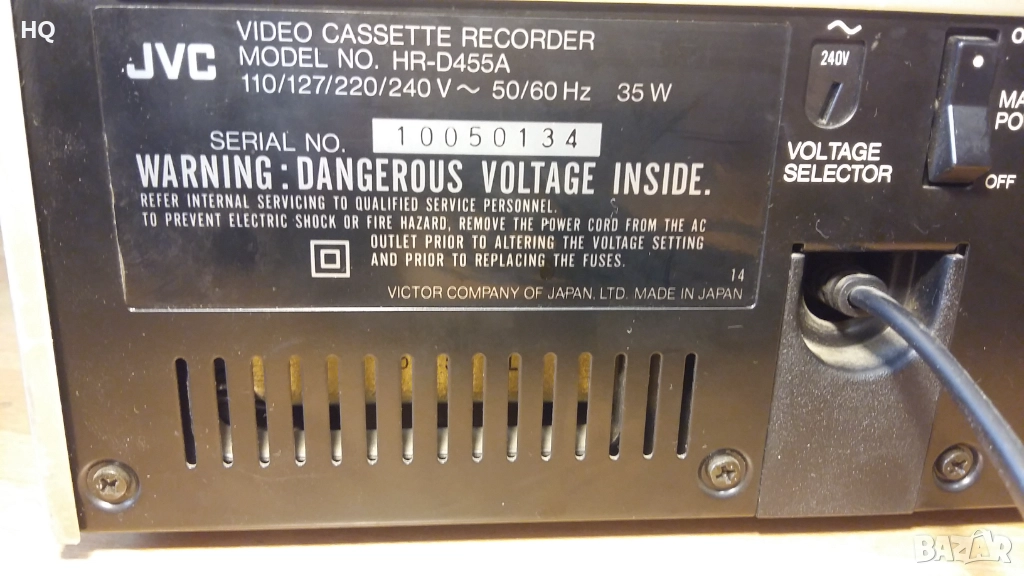 HQ
JVC
VIDEO CASSETTE RECORDER
MODEL NO. HR-D455A
110/127/220/240 V ~ 50/60 Hz 35 W
SERIAL NO. 10050134
WARNING: DANGEROUS VOLTAGE INSIDE.
REFER INTERNAL SERVICING TO QUALIFIED SERVICE PERSONNEL.
TO PREVENT ELECTRIC SHOCK OR FIRE HAZARD, REMOVE THE POWER CORD FROM THE AC
OUTLET PRIOR TO ALTERING THE VOLTAGE SETTING
AND PRIOR TO REPLACING THE FUSES.
14
VICTOR COMPANY OF JAPAN, LTD. MADE IN JAPAN
~
240V
VOLTAGE
SELECTOR
OFF
BAZAR